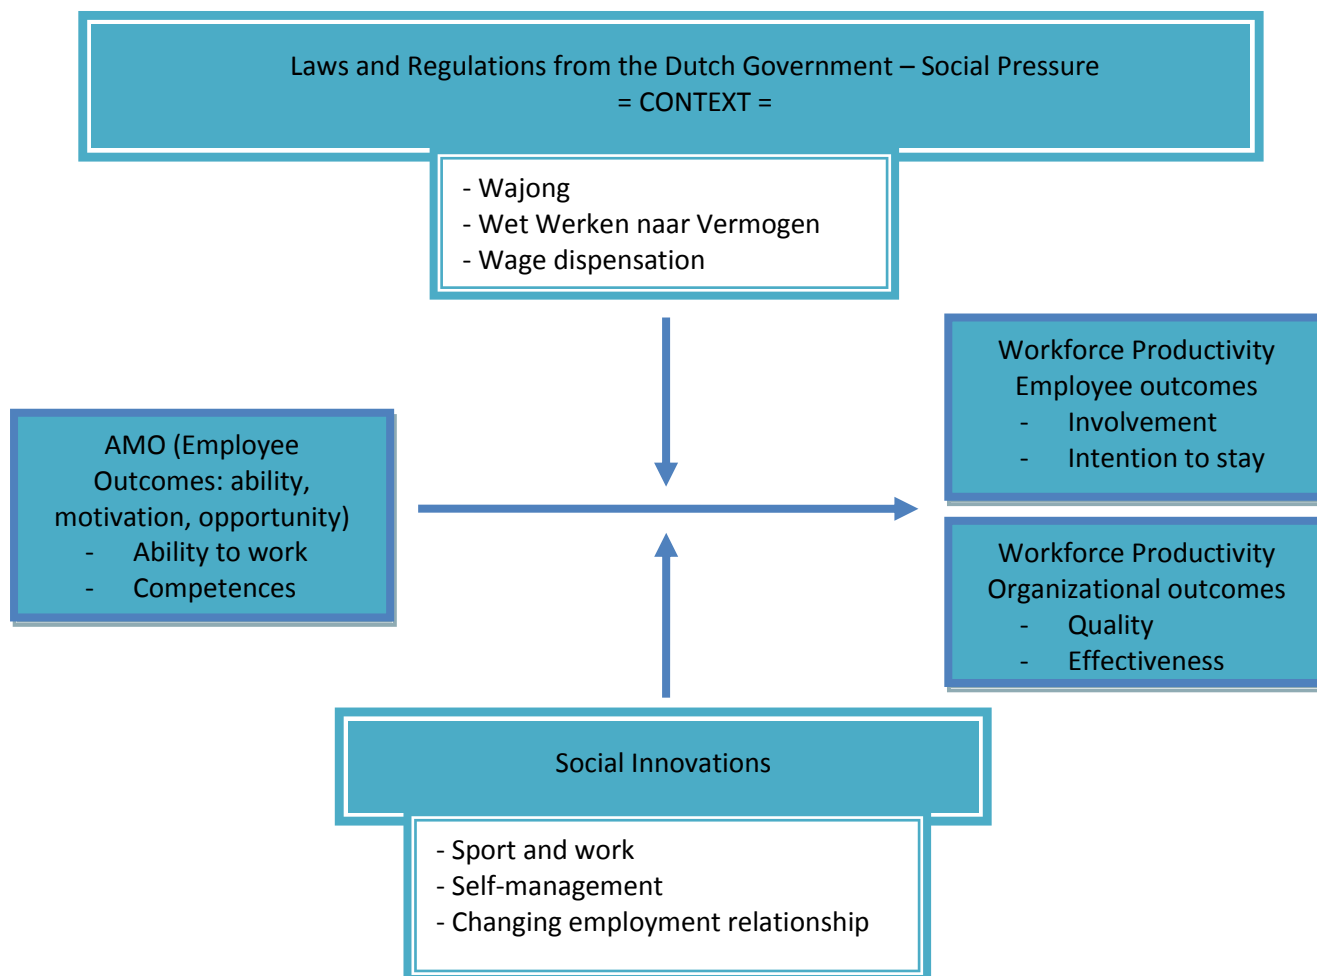 Laws and Regulations from the Dutch Government – Social Pressure
= CONTEXT =
- Wajong
- Wet Werken naar Vermogen
- Wage dispensation
AMO (Employee
Outcomes: ability,
motivation, opportunity)
- Ability to work
- Competences
Workforce Productivity
Employee outcomes
- Involvement
- Intention to stay
Workforce Productivity
Organizational outcomes
- Quality
- Effectiveness
Social Innovations
- Sport and work
- Self-management
- Changing employment relationship